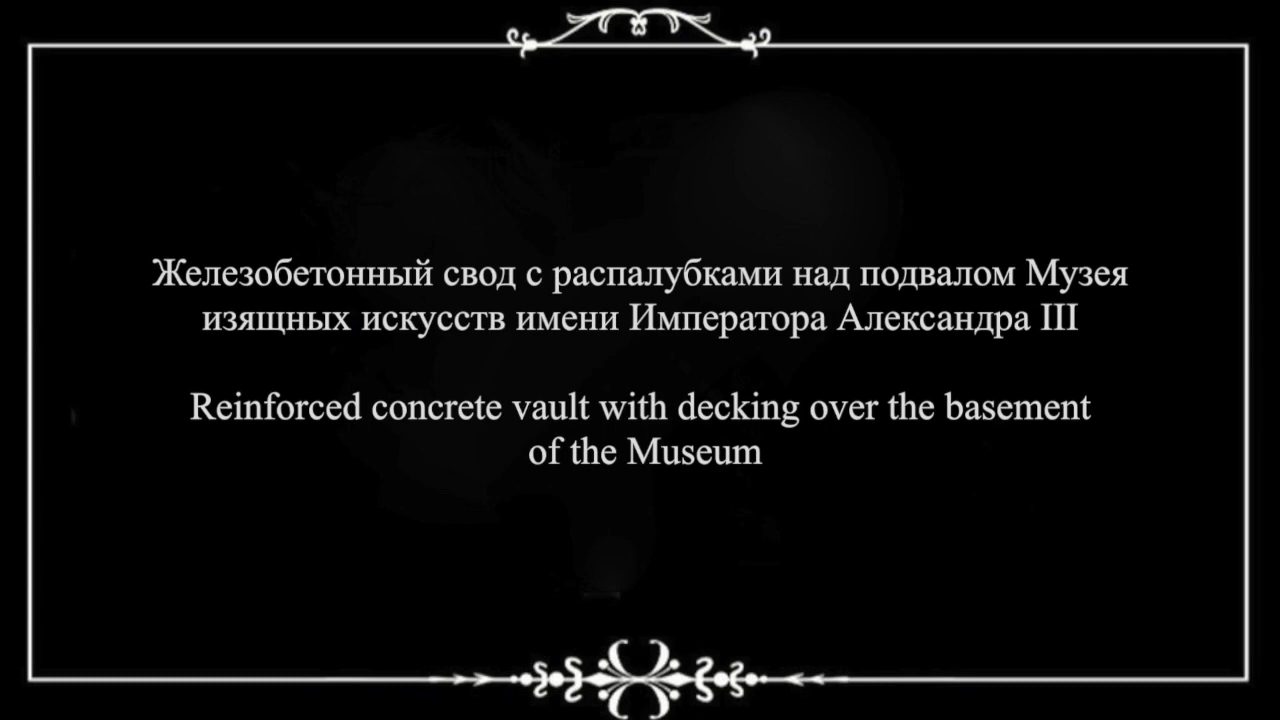 Железобетонный свод с распалубками над подвалом Музея
изящных искусств имени Императора Александра III
Reinforced concrete vault with decking over the basement
of the Museum